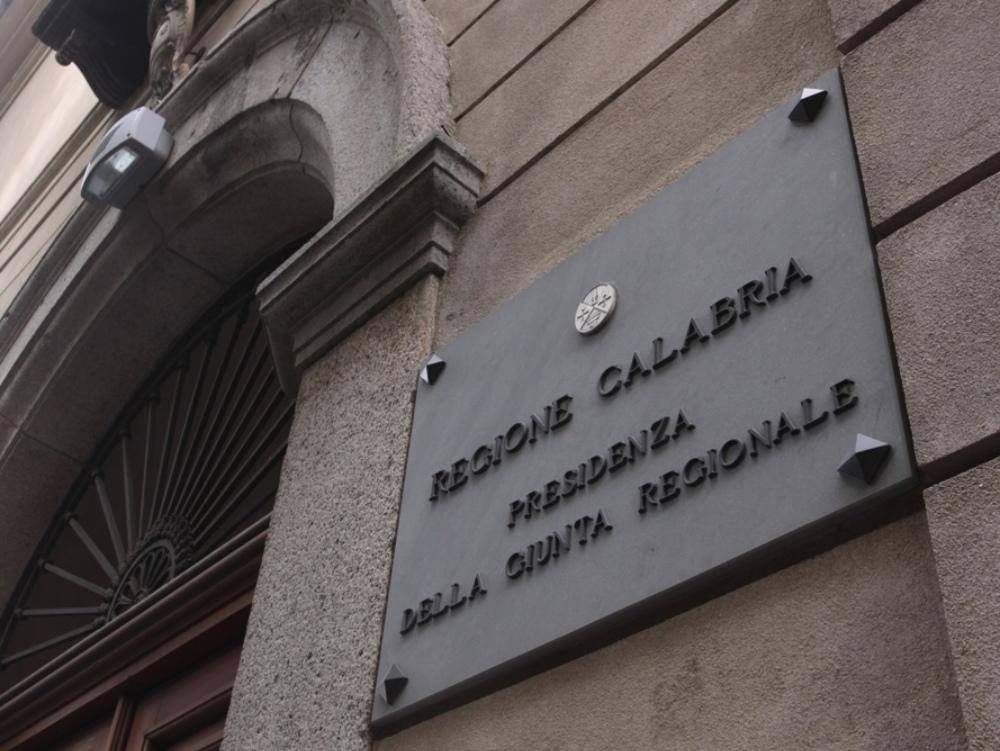 REGIONE CALABRIA
PRESIDENZA
DELLA GIUNTA REGIONALE